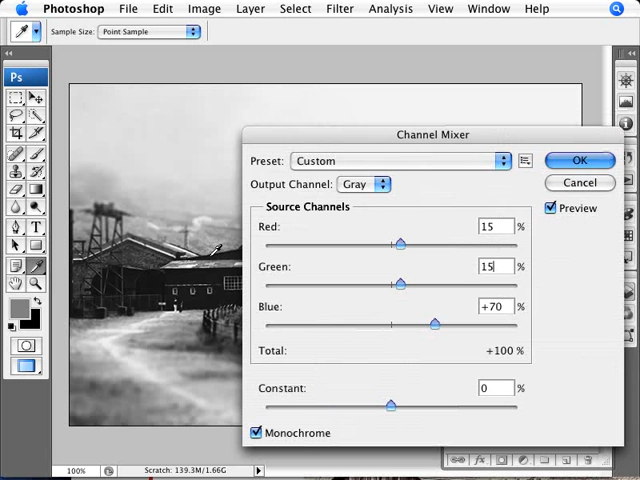 Photoshop File Edit Image Layer Select Filter Analysis View Window Help
Sample Size: Point Sample
Ps
Channel Mixer
Preset: Custom
OK
Output Channel: Gray
Cancel
Source Channels
Preview
Red: 15 %
Green: 15 %
Blue: +70 %
Total: +100 %
Constant: 0 %
Monochrome
100% Scratch: 139.3M/1.66G